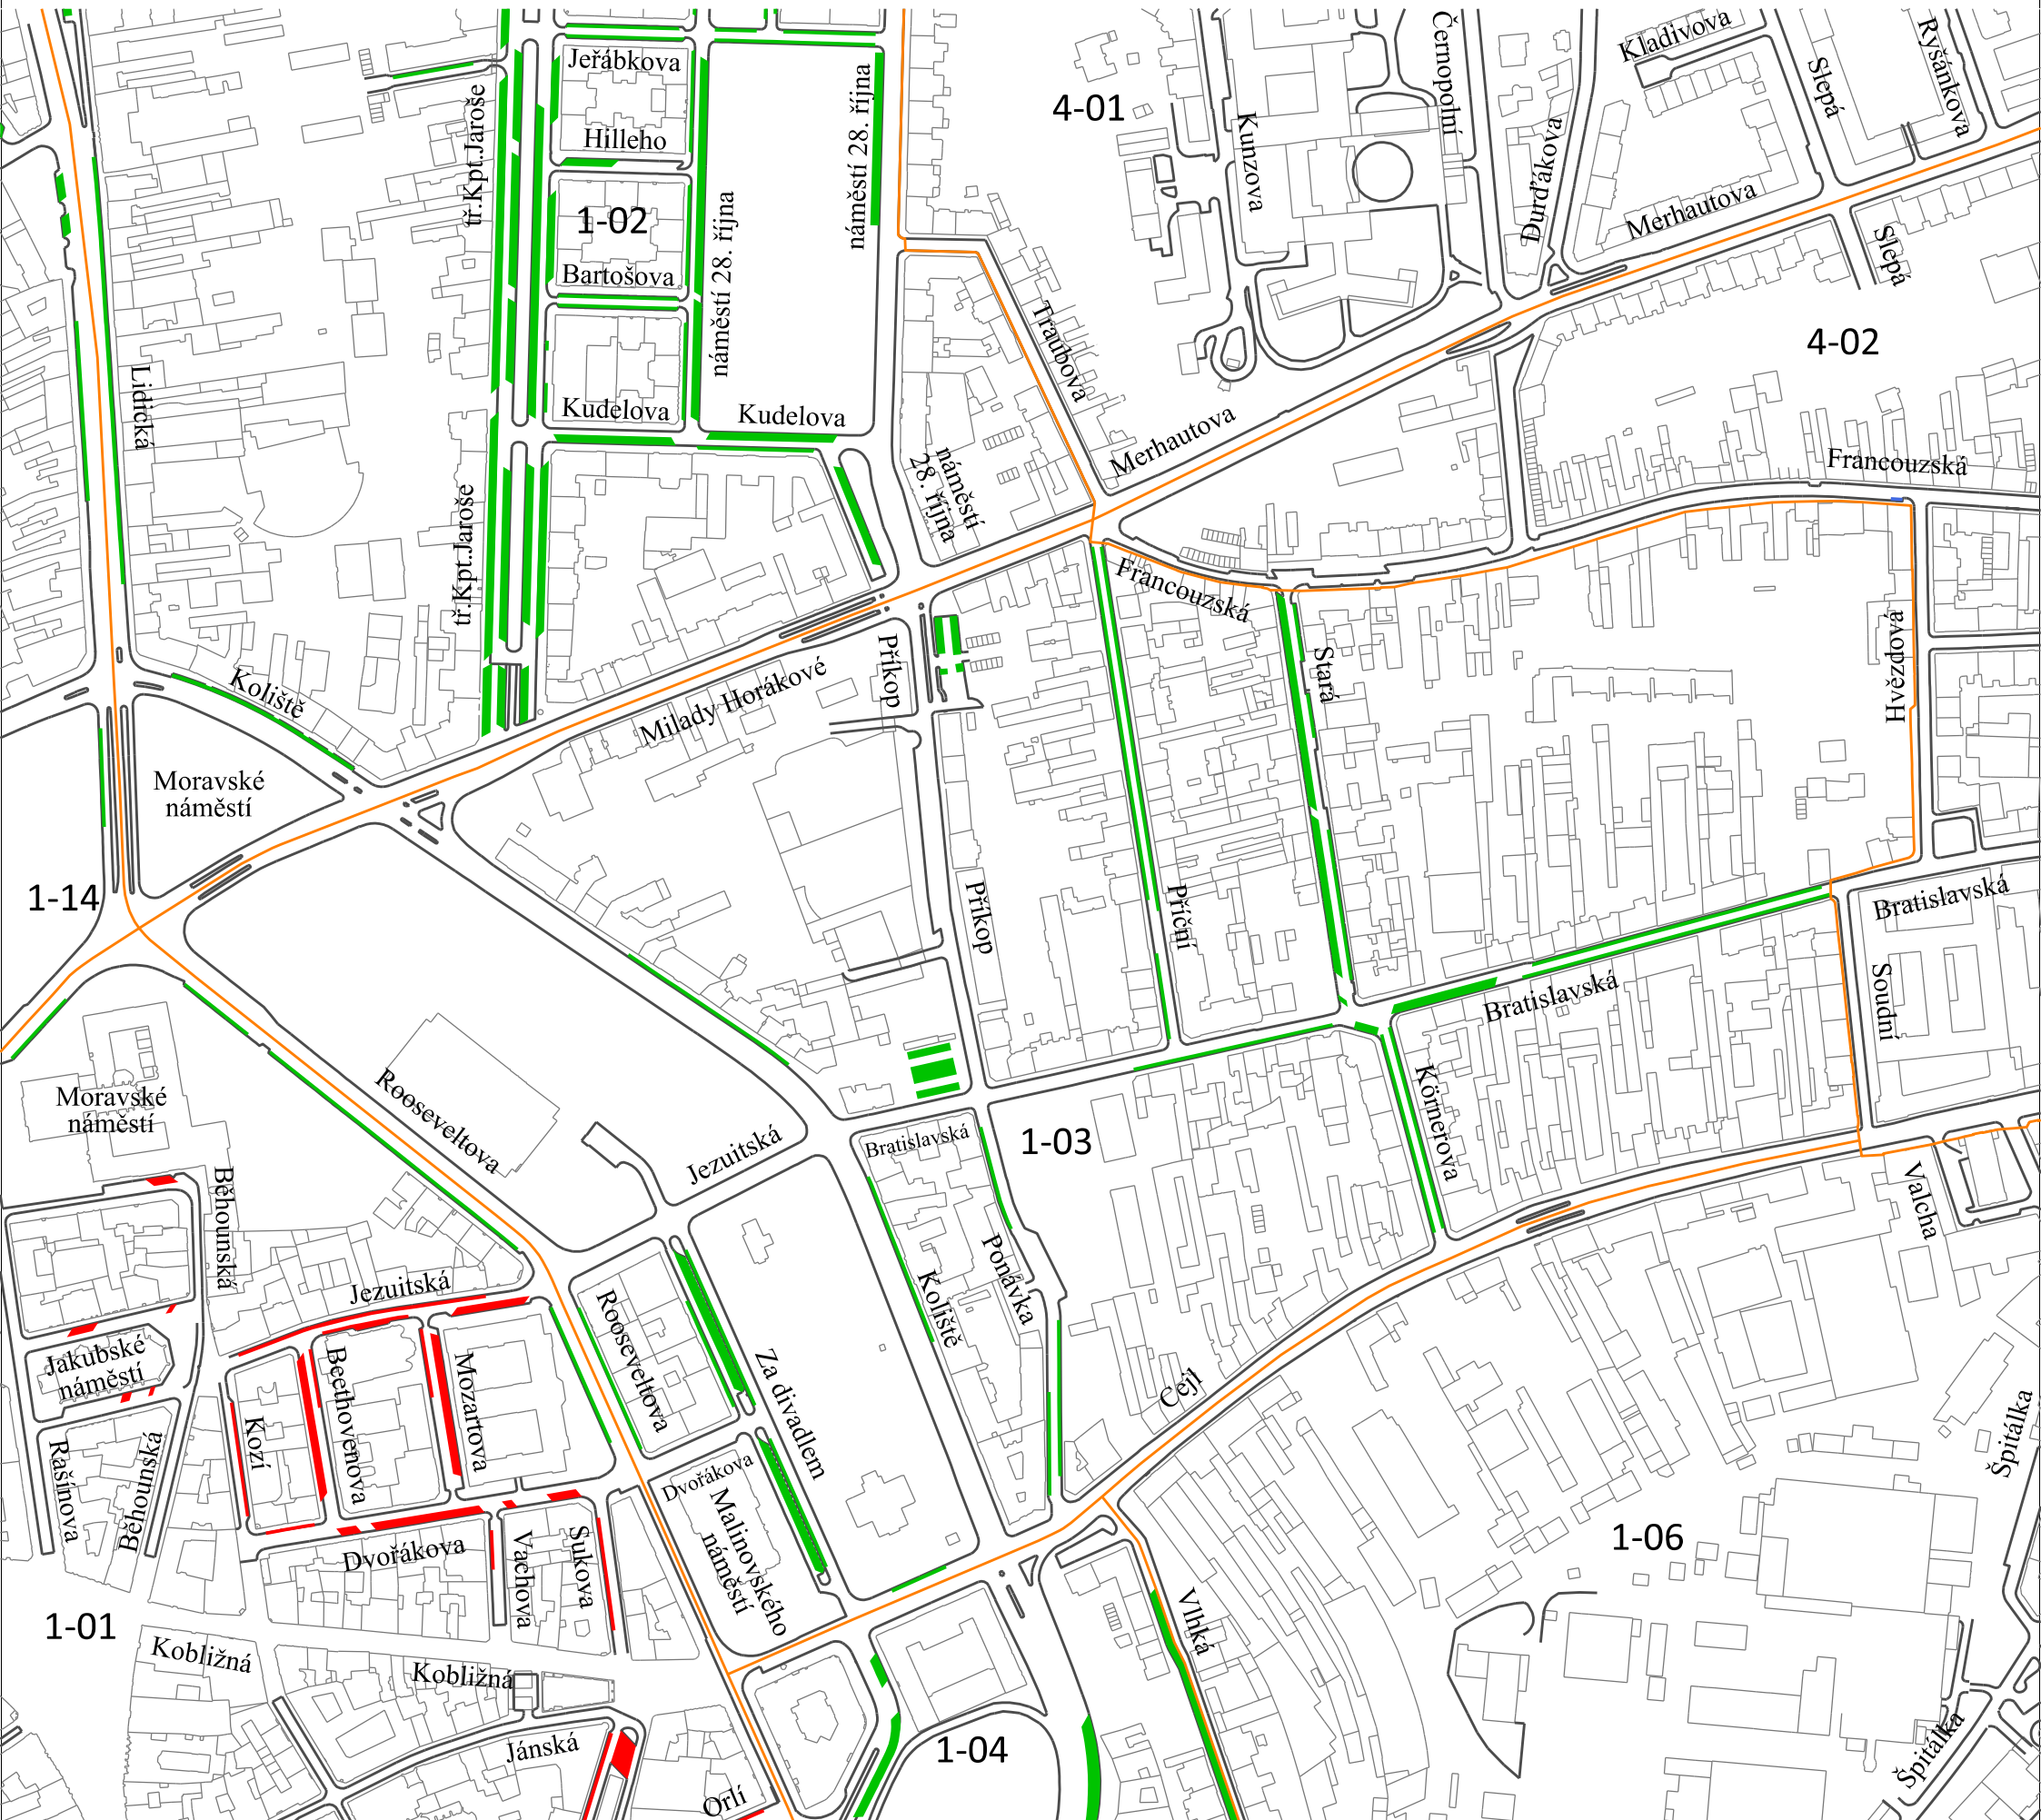 Jeřábkova
Hilleho
tř.Kpt.Jaroše
1-02
Bartošova
Kudelova
náměstí 28. října
náměstí 28. října
Kudelova
4-01
Kunzova
Černopolní
Durďákova
Kladivova
Slepá
Ryšánkova
Merhautova
Slepá
4-02
Traubova
Merhautova
náměstí
28. října
Francouzská
Lidická
tř.Kpt.Jaroše
Koliště
Milady Horákové
Příkop
Francouzská
Stará
Hvězdová
Moravské
náměstí
1-14
Příkop
Příční
Bratislavská
Bratislavská
Soudní
Rooseveltova
Moravské
náměstí
Jezuitská
Bratislavská
1-03
Körnerova
Valcha
Běhounská
Jezuitská
Rooseveltova
Koliště
Ponávka
Za divadlem
Cejl
Jakubské
náměstí
Kozí
Beethovenova
Mozartova
Rašínova
Běhounská
Dvořákova
Dvořákova
Vachova
Sukova
Malinovského
náměstí
Špitálka
1-06
Vlhká
1-01
Kobližná
Kobližná
Jánská
Orlí
1-04
Špitálka